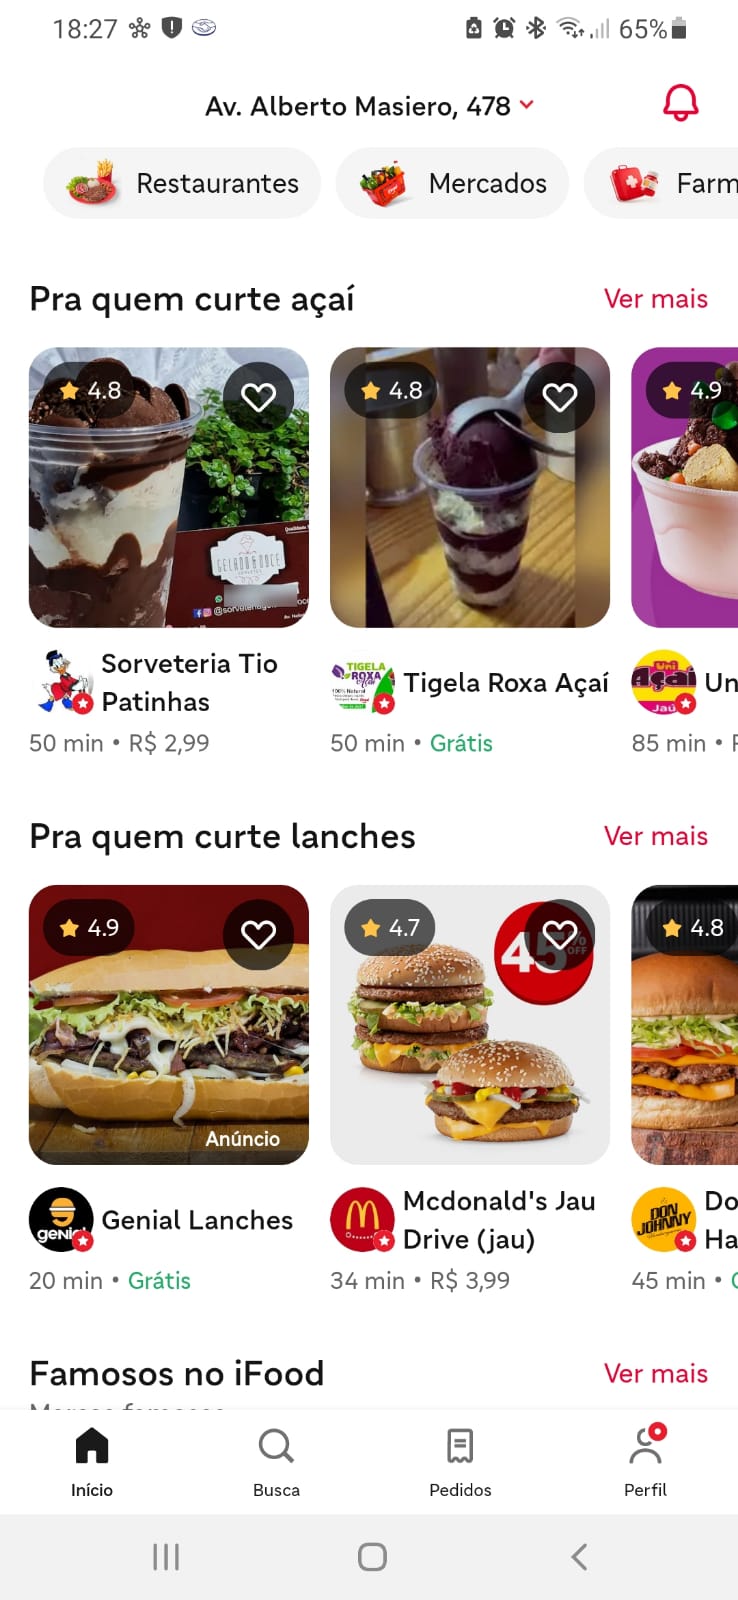 18:27
65%
Av. Alberto Masiero, 478
Restaurantes
Mercados
Farm
Pra quem curte açaí
Ver mais
4.8
4.8
4.9
GELADO & DOCE
TIGELA
ROXA
Açaí
100% Natural
Uni
Açaí
Jaú
Sorveteria Tio
Patinhas
Tigela Roxa Açaí
Un
50 min • R$ 2,99
50 min • Grátis
85 min •
Pra quem curte lanches
Ver mais
4.9
4.7
4.8
45% OFF
Anúncio
Genial Lanches
Mcdonald's Jau
Drive (jau)
DON
JOHNNY
Do
Ha
20 min • Grátis
34 min • R$ 3,99
45 min •
Famosos no iFood
Ver mais
Início
Busca
Pedidos
Perfil